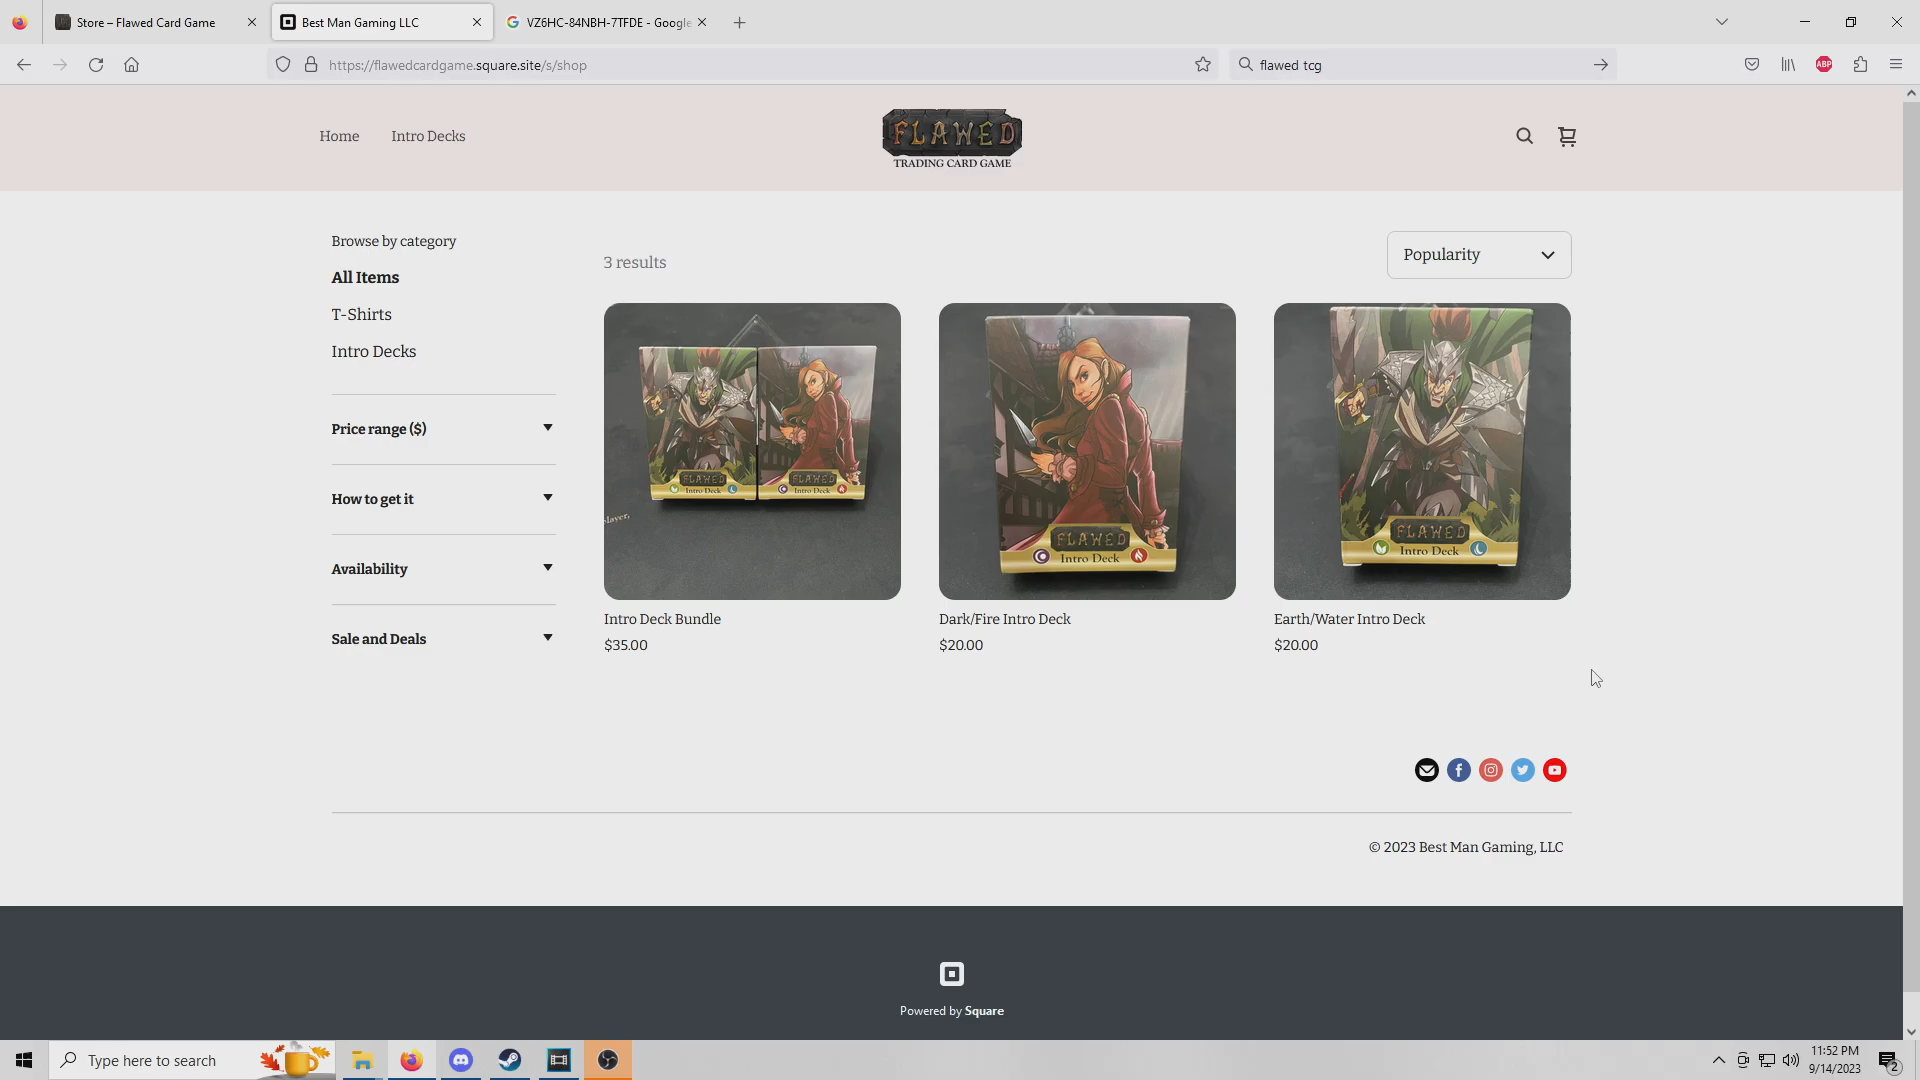 Store – Flawed Card Game
Best Man Gaming LLC
VZ6HC-84NBH-7TFDE - Google
https://flawedcardgame.square.site/s/shop
flawed tcg
ABP
Home
Intro Decks
FLAWED
TRADING CARD GAME
Browse by category
All Items
T-Shirts
Intro Decks
Price range ($)
How to get it
Availability
Sale and Deals
3 results
Popularity
FLAWED
Intro Deck
FLAWED
Intro Deck
player.
Intro Deck Bundle
$35.00
FLAWED
Intro Deck
Dark/Fire Intro Deck
$20.00
FLAWED
Intro Deck
Earth/Water Intro Deck
$20.00
© 2023 Best Man Gaming, LLC
Powered by Square
Type here to search
11:52 PM
9/14/2023
2